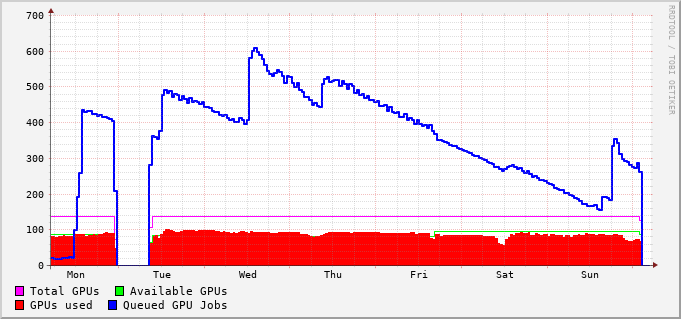 700
600
500
400
300
200
100
0
Mon Tue Wed Thu Fri Sat Sun
Total GPUs Available GPUs
GPUs used Queued GPU Jobs
RRDTOOL / TOBI OETIKER